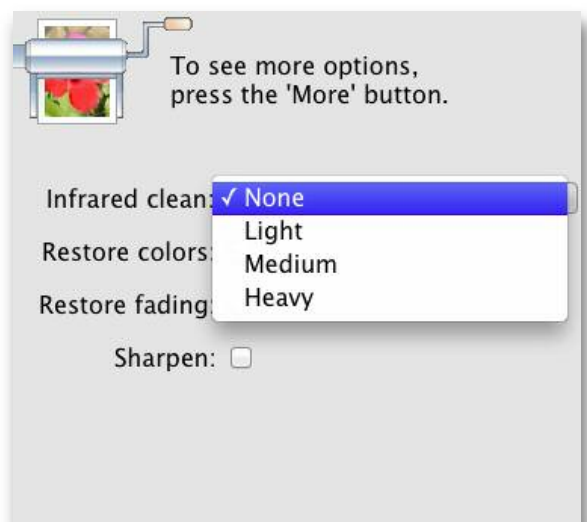 To see more options,
press the 'More' button.
Infrared clean:
✓ None
Light
Medium
Heavy
Restore colors:
Restore fading:
Sharpen: